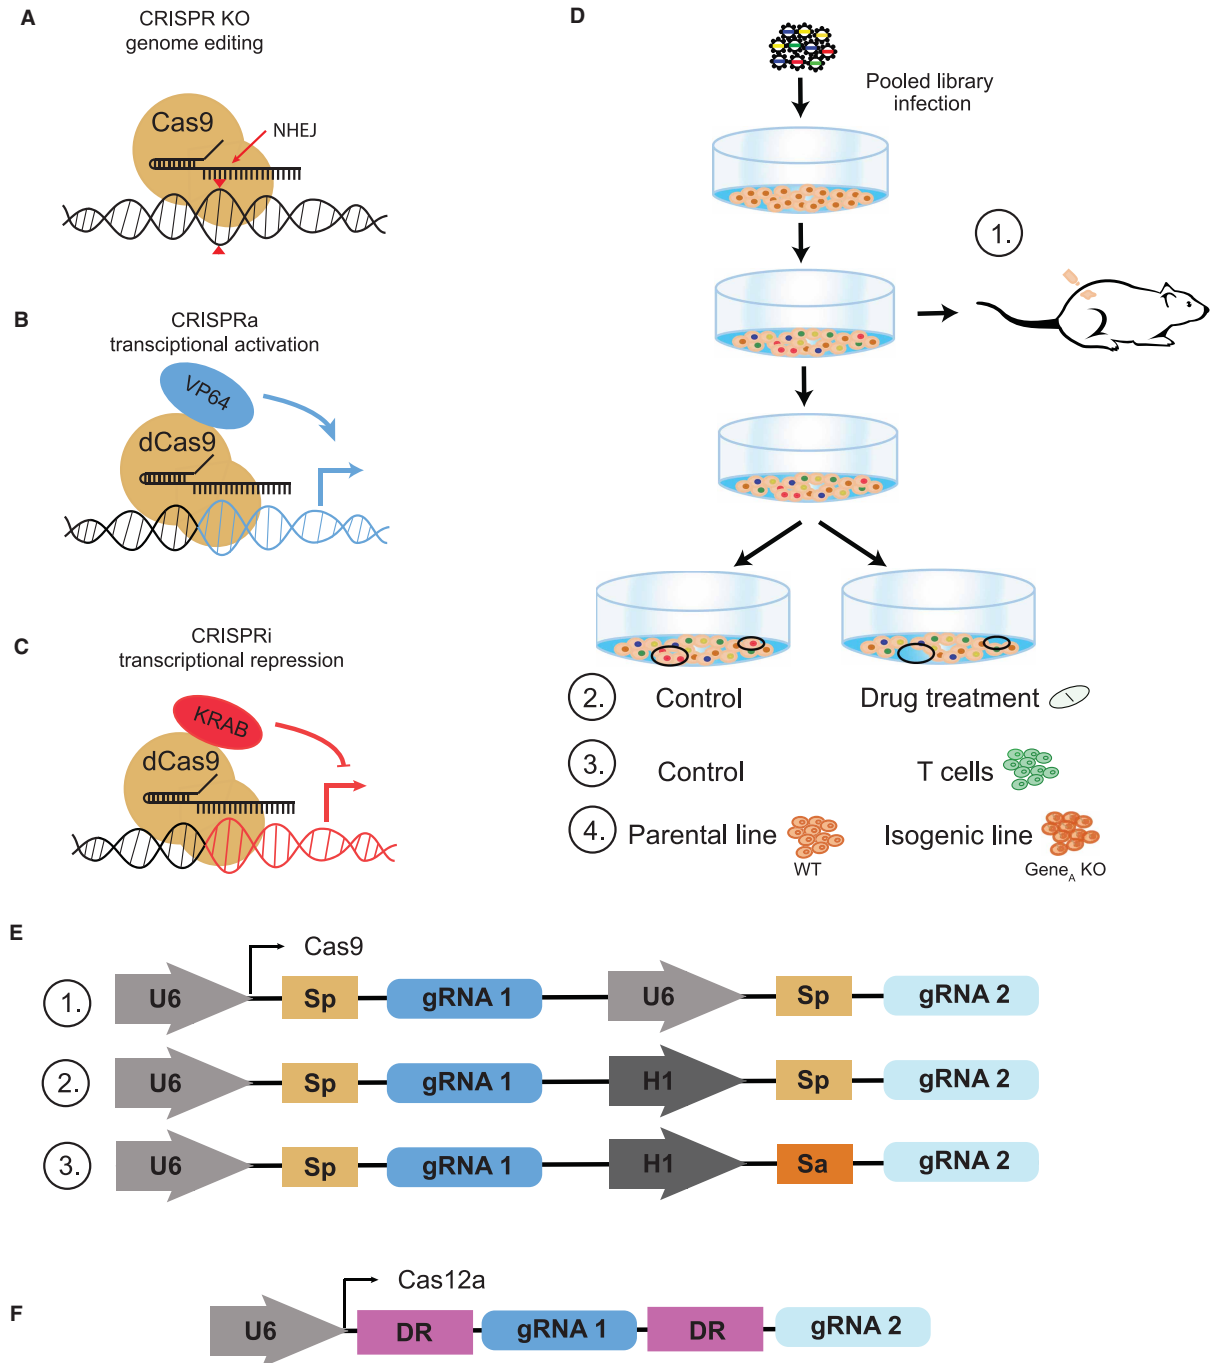 A
CRISPR KO
genome editing
Cas9
NHEJ
B
CRISPRa
transciptional activation
VP64
dCas9
C
CRISPRi
transcriptional repression
KRAB
dCas9
D
Pooled library
infection
1.
2. Control Drug treatment
3. Control T cells
4. Parental line Isogenic line
WT Gene_A KO
E
Cas9
1. U6 Sp gRNA 1 U6 Sp gRNA 2
2. U6 Sp gRNA 1 H1 Sp gRNA 2
3. U6 Sp gRNA 1 H1 Sa gRNA 2
F
Cas12a
U6 DR gRNA 1 DR gRNA 2